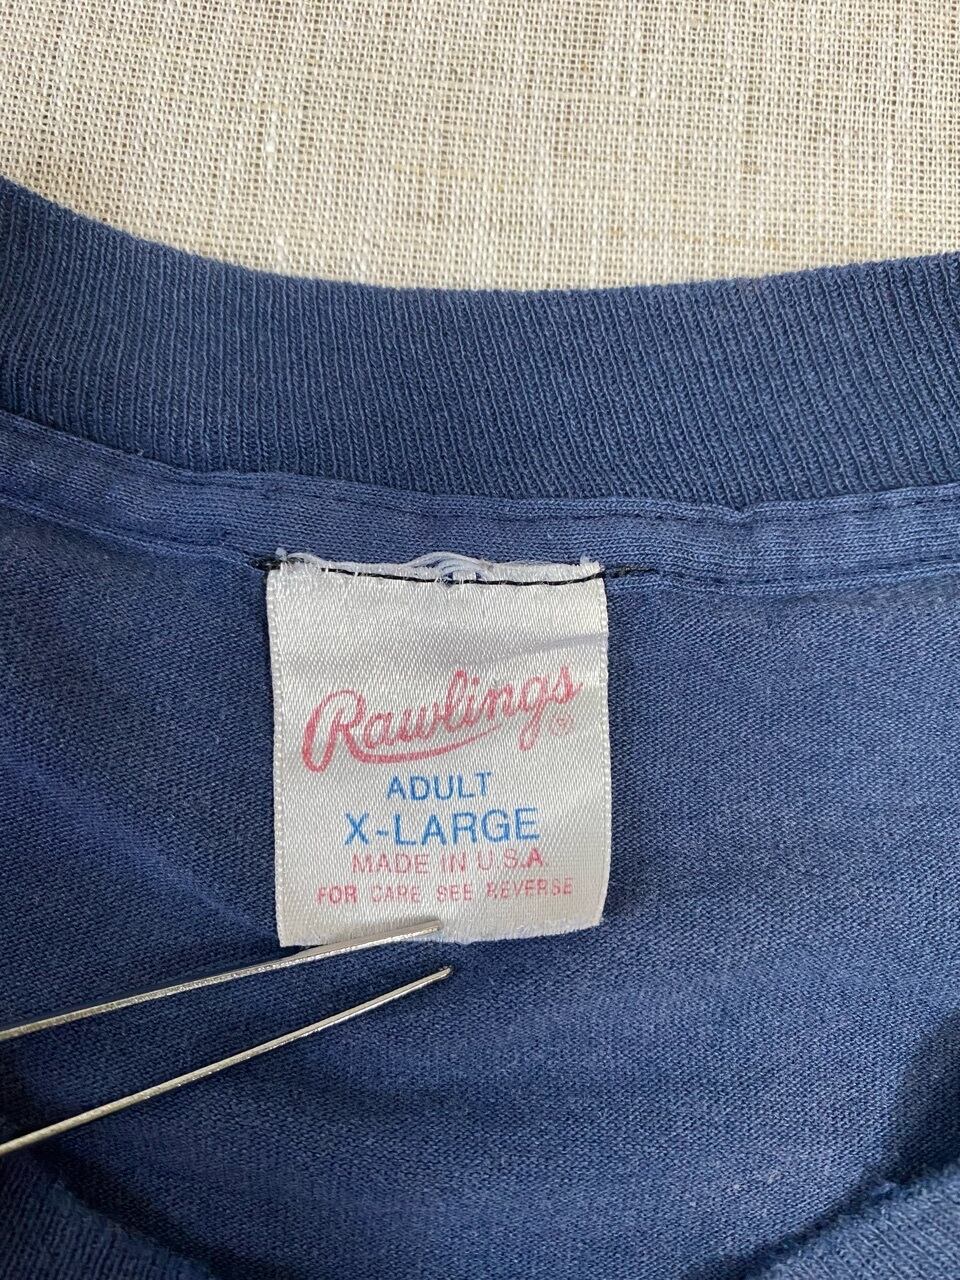 Rawlings®
ADULT
X-LARGE
MADE IN U.S.A.
FOR CARE SEE REVERSE